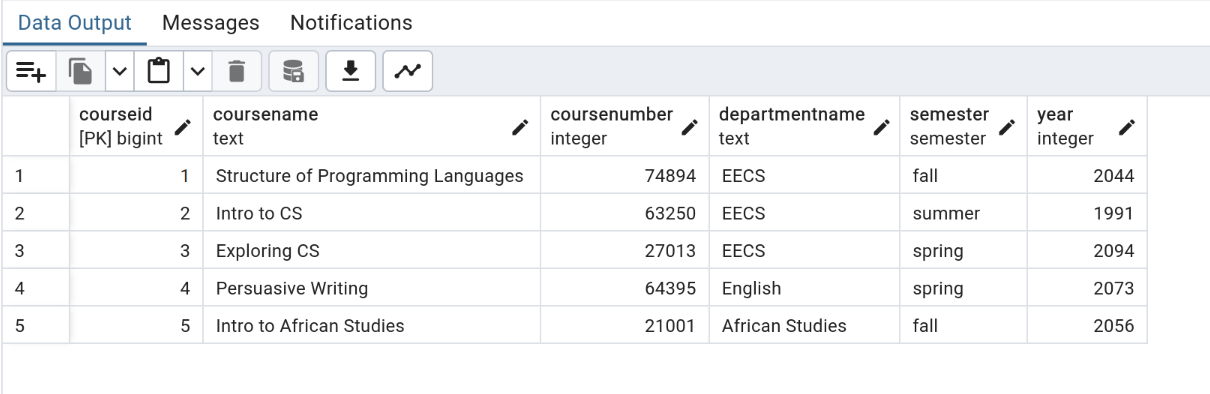 Data Output Messages Notifications
courseid coursename coursenumber departmentname semester year
[PK] bigint text integer text semester integer
1 1 Structure of Programming Languages 74894 EECS fall 2044
2 2 Intro to CS 63250 EECS summer 1991
3 3 Exploring CS 27013 EECS spring 2094
4 4 Persuasive Writing 64395 English spring 2073
5 5 Intro to African Studies 21001 African Studies fall 2056